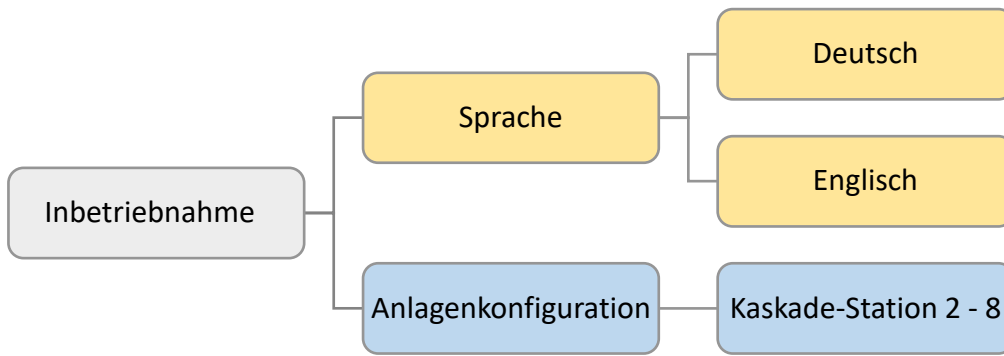 Inbetriebnahme
Sprache
Deutsch
Englisch
Anlagenkonfiguration
Kaskade-Station 2 - 8